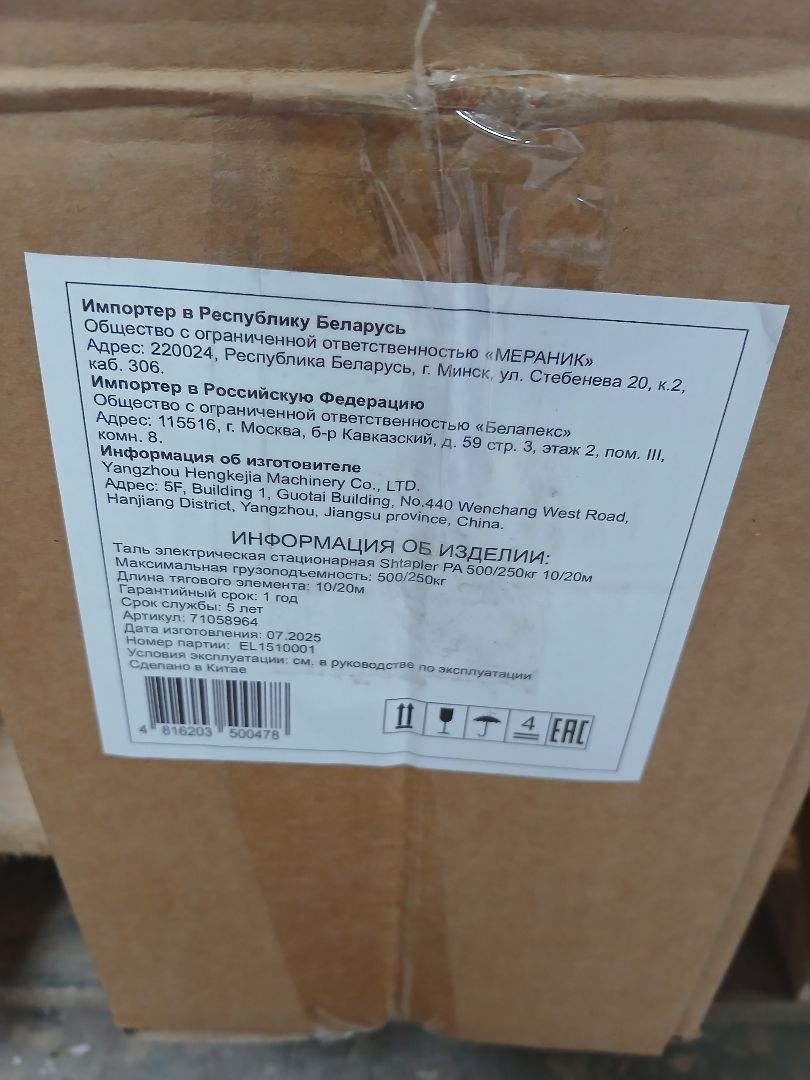 Импортер в Республику Беларусь
Общество с ограниченной ответственностью «МЕРАНИК»
Адрес: 220024, Республика Беларусь, г. Минск, ул. Стебенева 20, к.2,
каб. 306.
Импортер в Российскую Федерацию
Общество с ограниченной ответственностью «Белапекс»
Адрес: 115516, г. Москва, б-р Кавказский, д. 59 стр. 3, этаж 2, пом. III,
комн. 8.
Информация об изготовителе
Yangzhou Hengkejia Machinery Co., LTD.
Адрес: 5F, Building 1, Guotai Building, No.440 Wenchang West Road,
Hanjiang District, Yangzhou, Jiangsu province, China.
ИНФОРМАЦИЯ ОБ ИЗДЕЛИИ:
Таль электрическая стационарная Shtapler PA 500/250кг 10/20м
Максимальная грузоподъемность: 500/250кг
Длина тягового элемента: 10/20м
Гарантийный срок: 1 год
Срок службы: 5 лет
Артикул: 71058964
Дата изготовления: 07.2025
Номер партии: EL1510001
Условия эксплуатации: см. в руководстве по эксплуатации
Сделано в Китае
4 816203 500478
4
EAC